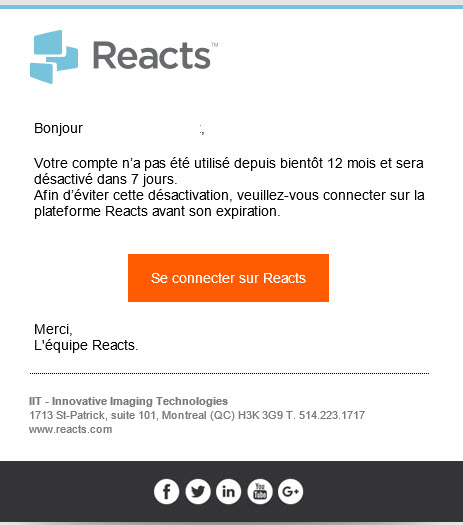 Reacts™
Bonjour ,
Votre compte n'a pas été utilisé depuis bientôt 12 mois et sera
désactivé dans 7 jours.
Afin d'éviter cette désactivation, veuillez-vous connecter sur la
plateforme Reacts avant son expiration.
Se connecter sur Reacts
Merci,
L'équipe Reacts.
IIT - Innovative Imaging Technologies
1713 St-Patrick, suite 101, Montreal (QC) H3K 3G9 T. 514.223.1717
www.reacts.com
You Tube